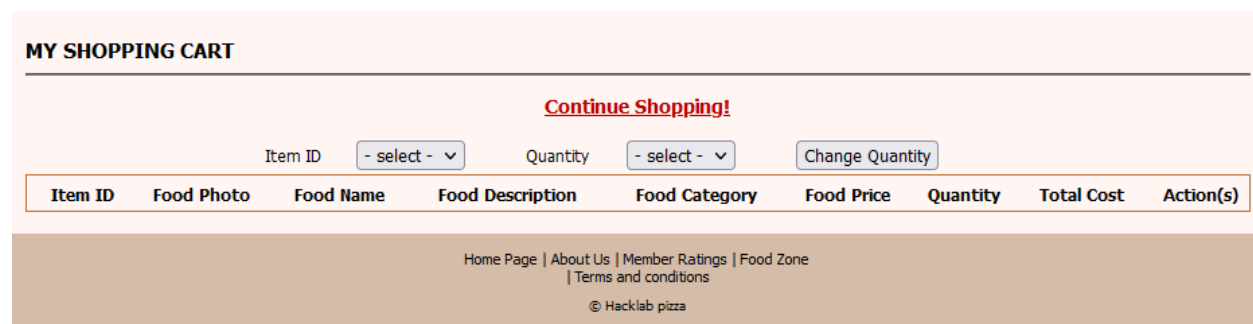 MY SHOPPING CART
Continue Shopping!
Item ID - select - Quantity - select - Change Quantity
Item ID Food Photo Food Name Food Description Food Category Food Price Quantity Total Cost Action(s)
Home Page | About Us | Member Ratings | Food Zone
| Terms and conditions
© Hacklab pizza